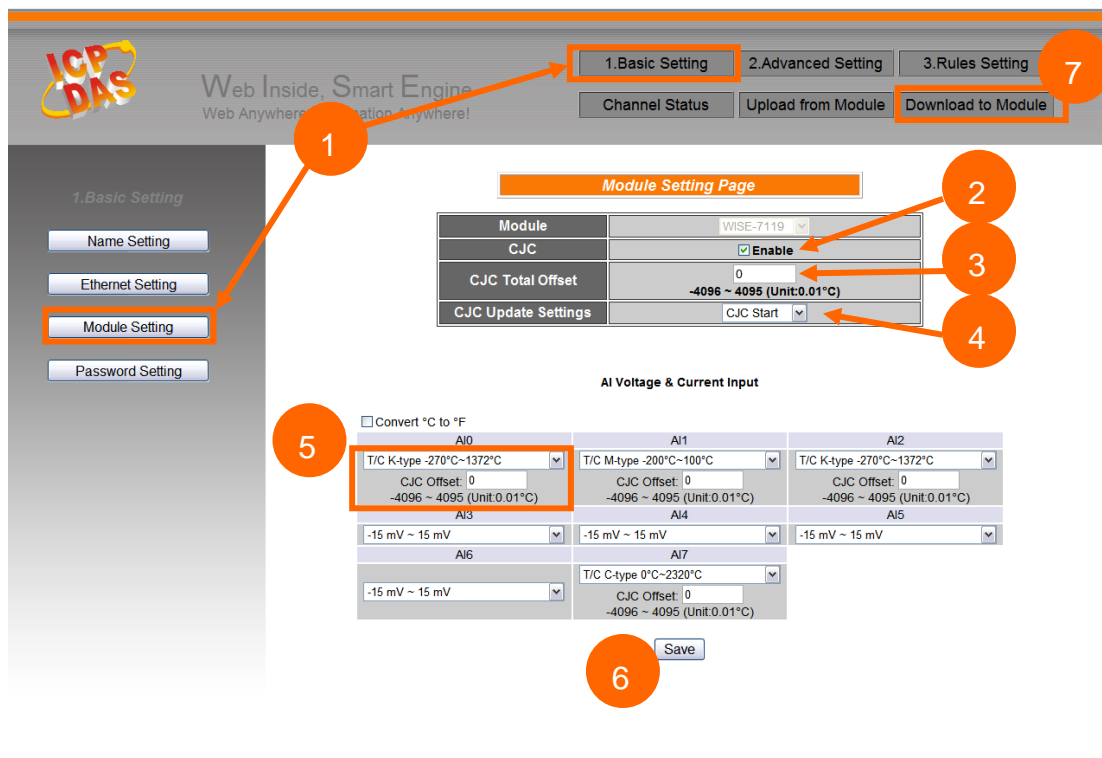 ICP
DAS
Web Inside, Smart Engine
Web Anywhere, ation Anywhere!
1.Basic Setting
2.Advanced Setting
3.Rules Setting
7
Channel Status
Upload from Module
Download to Module
1
1.Basic Setting
Name Setting
Ethernet Setting
Module Setting
Password Setting
Module Setting Page
2
Module
WISE-7119
CJC
Enable
3
CJC Total Offset
0
-4096 ~ 4095 (Unit:0.01°C)
CJC Update Settings
CJC Start
4
AI Voltage & Current Input
5
Convert °C to °F
AI0
AI1
AI2
T/C K-type -270°C~1372°C
T/C M-type -200°C~100°C
T/C K-type -270°C~1372°C
CJC Offset: 0
CJC Offset: 0
CJC Offset: 0
-4096 ~ 4095 (Unit:0.01°C)
-4096 ~ 4095 (Unit:0.01°C)
-4096 ~ 4095 (Unit:0.01°C)
AI3
AI4
AI5
-15 mV ~ 15 mV
-15 mV ~ 15 mV
-15 mV ~ 15 mV
AI6
AI7
-15 mV ~ 15 mV
T/C C-type 0°C~2320°C
CJC Offset: 0
-4096 ~ 4095 (Unit:0.01°C)
Save
6